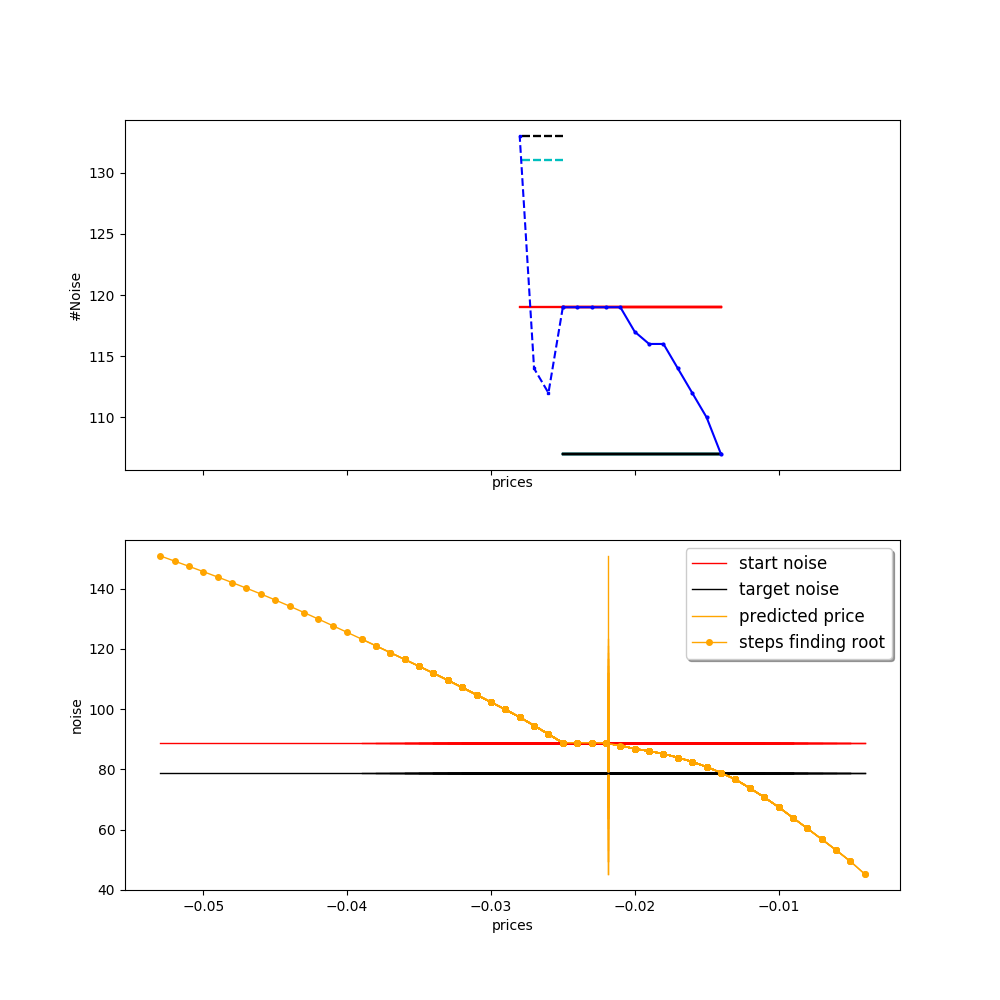 130
125
120
115
110
#Noise
prices
start noise
target noise
predicted price
steps finding root
140
120
100
80
60
40
noise
−0.05 −0.04 −0.03 −0.02 −0.01
prices